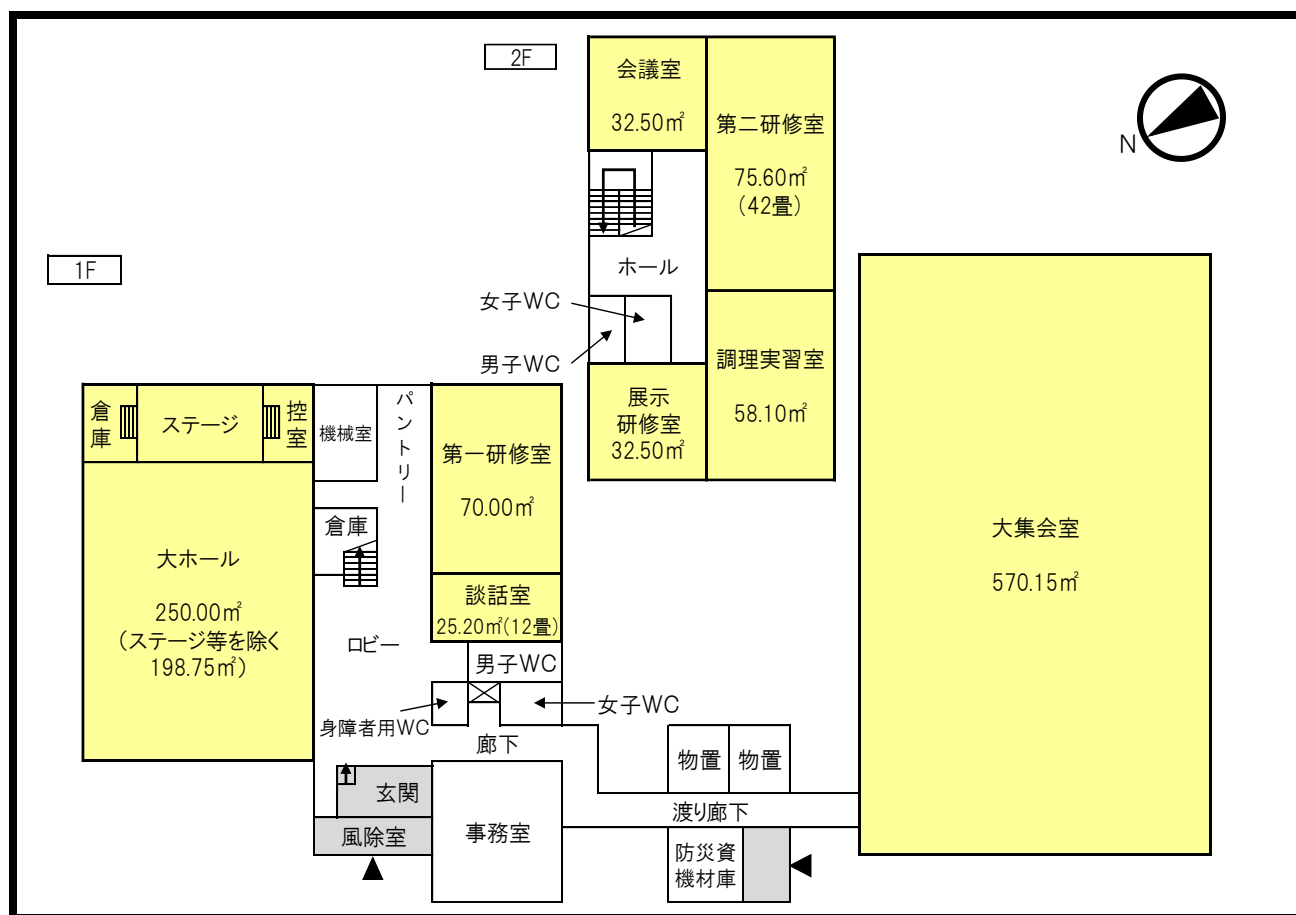 2F
会議室
32.50㎡
第二研修室
75.60㎡
(42畳)
N
ホール
女子WC
男子WC
展示
研修室
32.50㎡
調理実習室
58.10㎡
1F
倉庫
ステージ
控室
機械室
パントリー
第一研修室
70.00㎡
倉庫
大ホール
250.00㎡
(ステージ等を除く
198.75㎡)
ロビー
談話室
25.20㎡(12畳)
男子WC
女子WC
身障者用WC
廊下
玄関
風除室
事務室
物置
物置
渡り廊下
防災資
機材庫
大集会室
570.15㎡